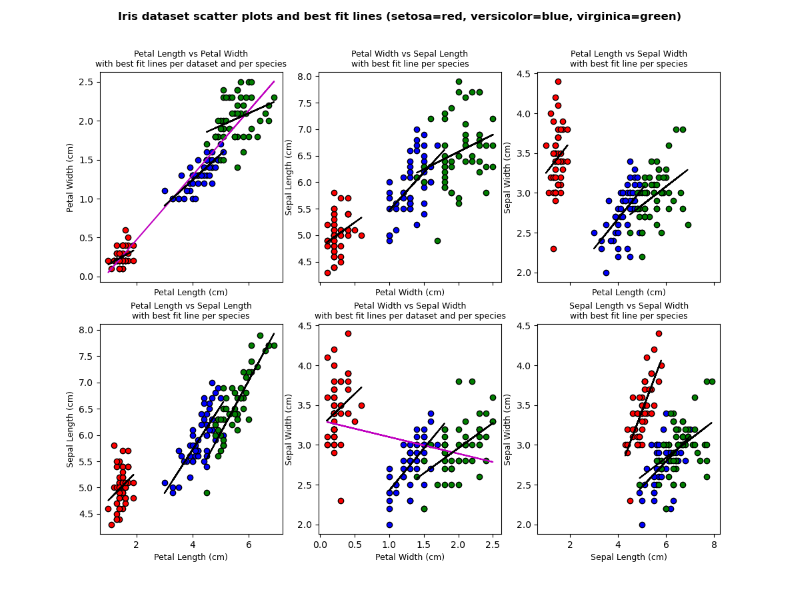 Iris dataset scatter plots and best fit lines (setosa=red, versicolor=blue, virginica=green)
Petal Length vs Petal Width
with best fit lines per dataset and per species
2.5
2.0
1.5
1.0
0.5
0.0
Petal Width (cm)
Petal Length (cm)
Petal Width vs Sepal Length
with best fit line per species
8.0
7.5
7.0
6.5
6.0
5.5
5.0
4.5
Sepal Length (cm)
Petal Width (cm)
Petal Length vs Sepal Width
with best fit line per species
4.5
4.0
3.5
3.0
2.5
2.0
Sepal Width (cm)
Petal Length (cm)
Petal Length vs Sepal Length
with best fit line per species
8.0
7.5
7.0
6.5
6.0
5.5
5.0
4.5
Sepal Length (cm)
2 4 6
Petal Length (cm)
Petal Width vs Sepal Width
with best fit lines per dataset and per species
4.5
4.0
3.5
3.0
2.5
2.0
Sepal Width (cm)
0.0 0.5 1.0 1.5 2.0 2.5
Petal Width (cm)
Sepal Length vs Sepal Width
with best fit line per species
4.5
4.0
3.5
3.0
2.5
2.0
Sepal Width (cm)
2 4 6 8
Sepal Length (cm)